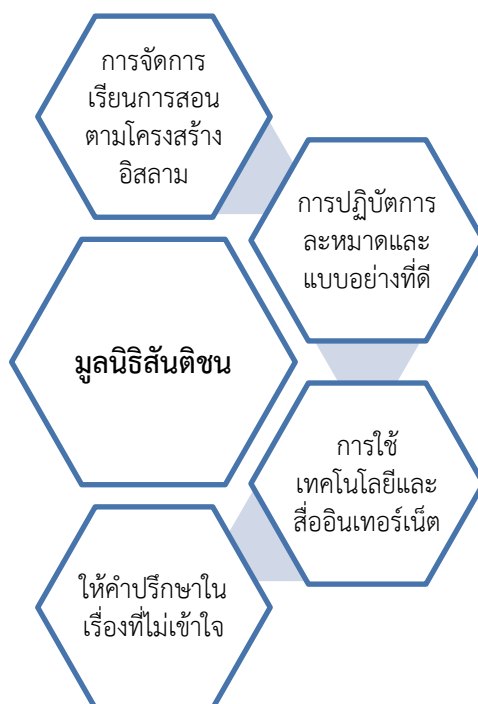 การจัดการ
เรียนการสอน
ตามโครงสร้าง
อิสลาม
การปฏิบัตการ
ละหมาดและ
แบบอย่างที่ดี
มูลนิธิสันติชน
การใช้
เทคโนโลยีและ
สื่ออินเทอร์เน็ต
ให้คำปรึกษาใน
เรื่องที่ไม่เข้าใจ